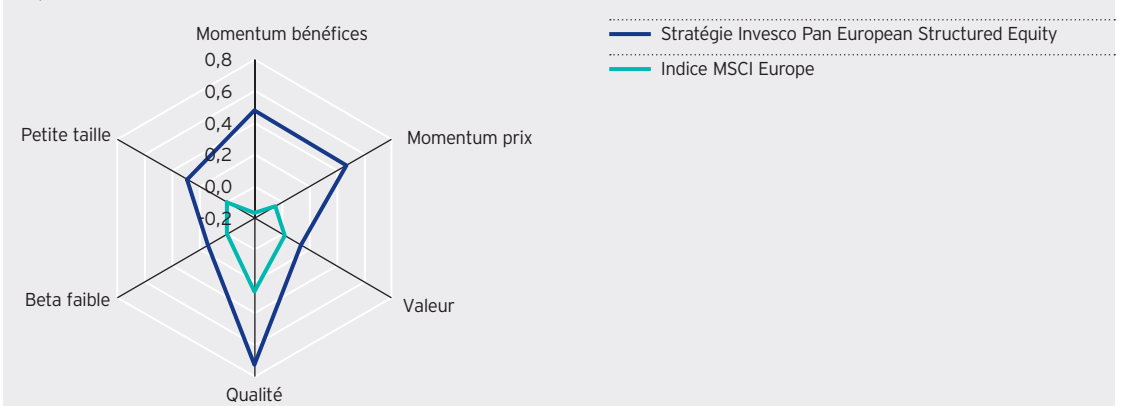 Momentum bénéfices
0,8
0,6
0,4
0,2
0,0
-0,2
Momentum prix
Valeur
Qualité
Beta faible
Petite taille
Stratégie Invesco Pan European Structured Equity
Indice MSCI Europe